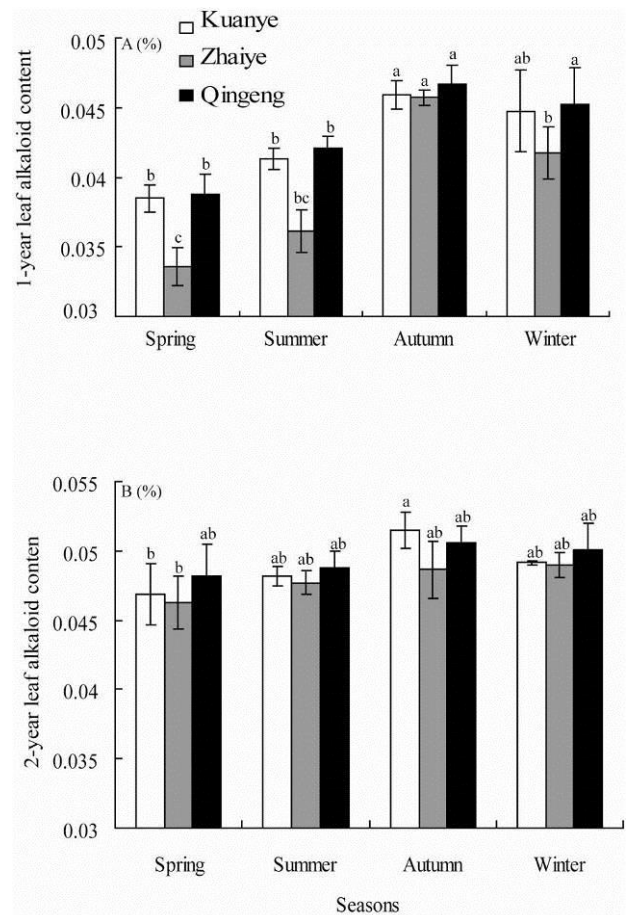 0.05
A (%)
Kuanye
Zhaiye
Qingeng
0.045
0.04
0.035
0.03
1-year leaf alkaloid content
b b c
b b bc
a a a
ab b a
Spring Summer Autumn Winter
0.055
B (%)
0.05
0.045
0.04
0.035
0.03
2-year leaf alkaloid conten
b b ab
ab ab ab
a ab ab
ab ab ab
Spring Summer Autumn Winter
Seasons